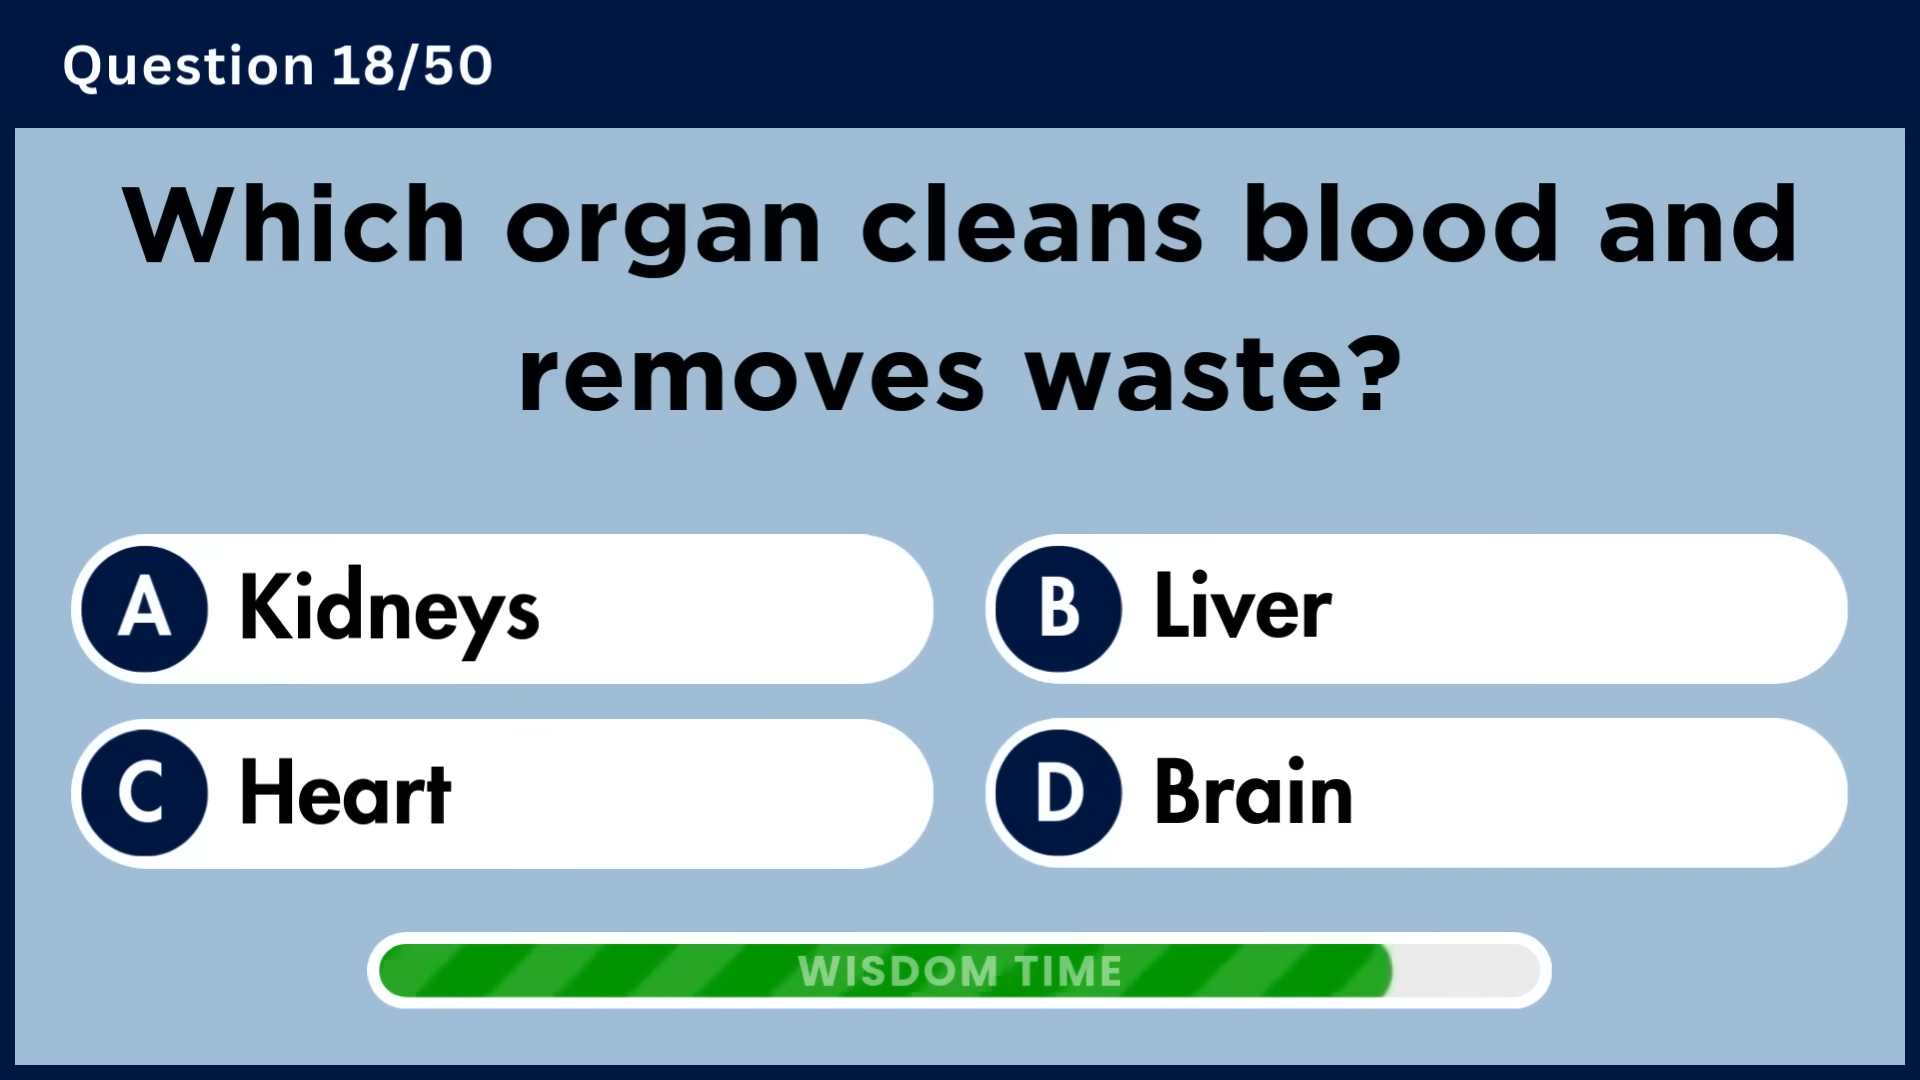 Question 18/50
Which organ cleans blood and
removes waste?
A Kidneys
B Liver
C Heart
D Brain
WISDOM TIME